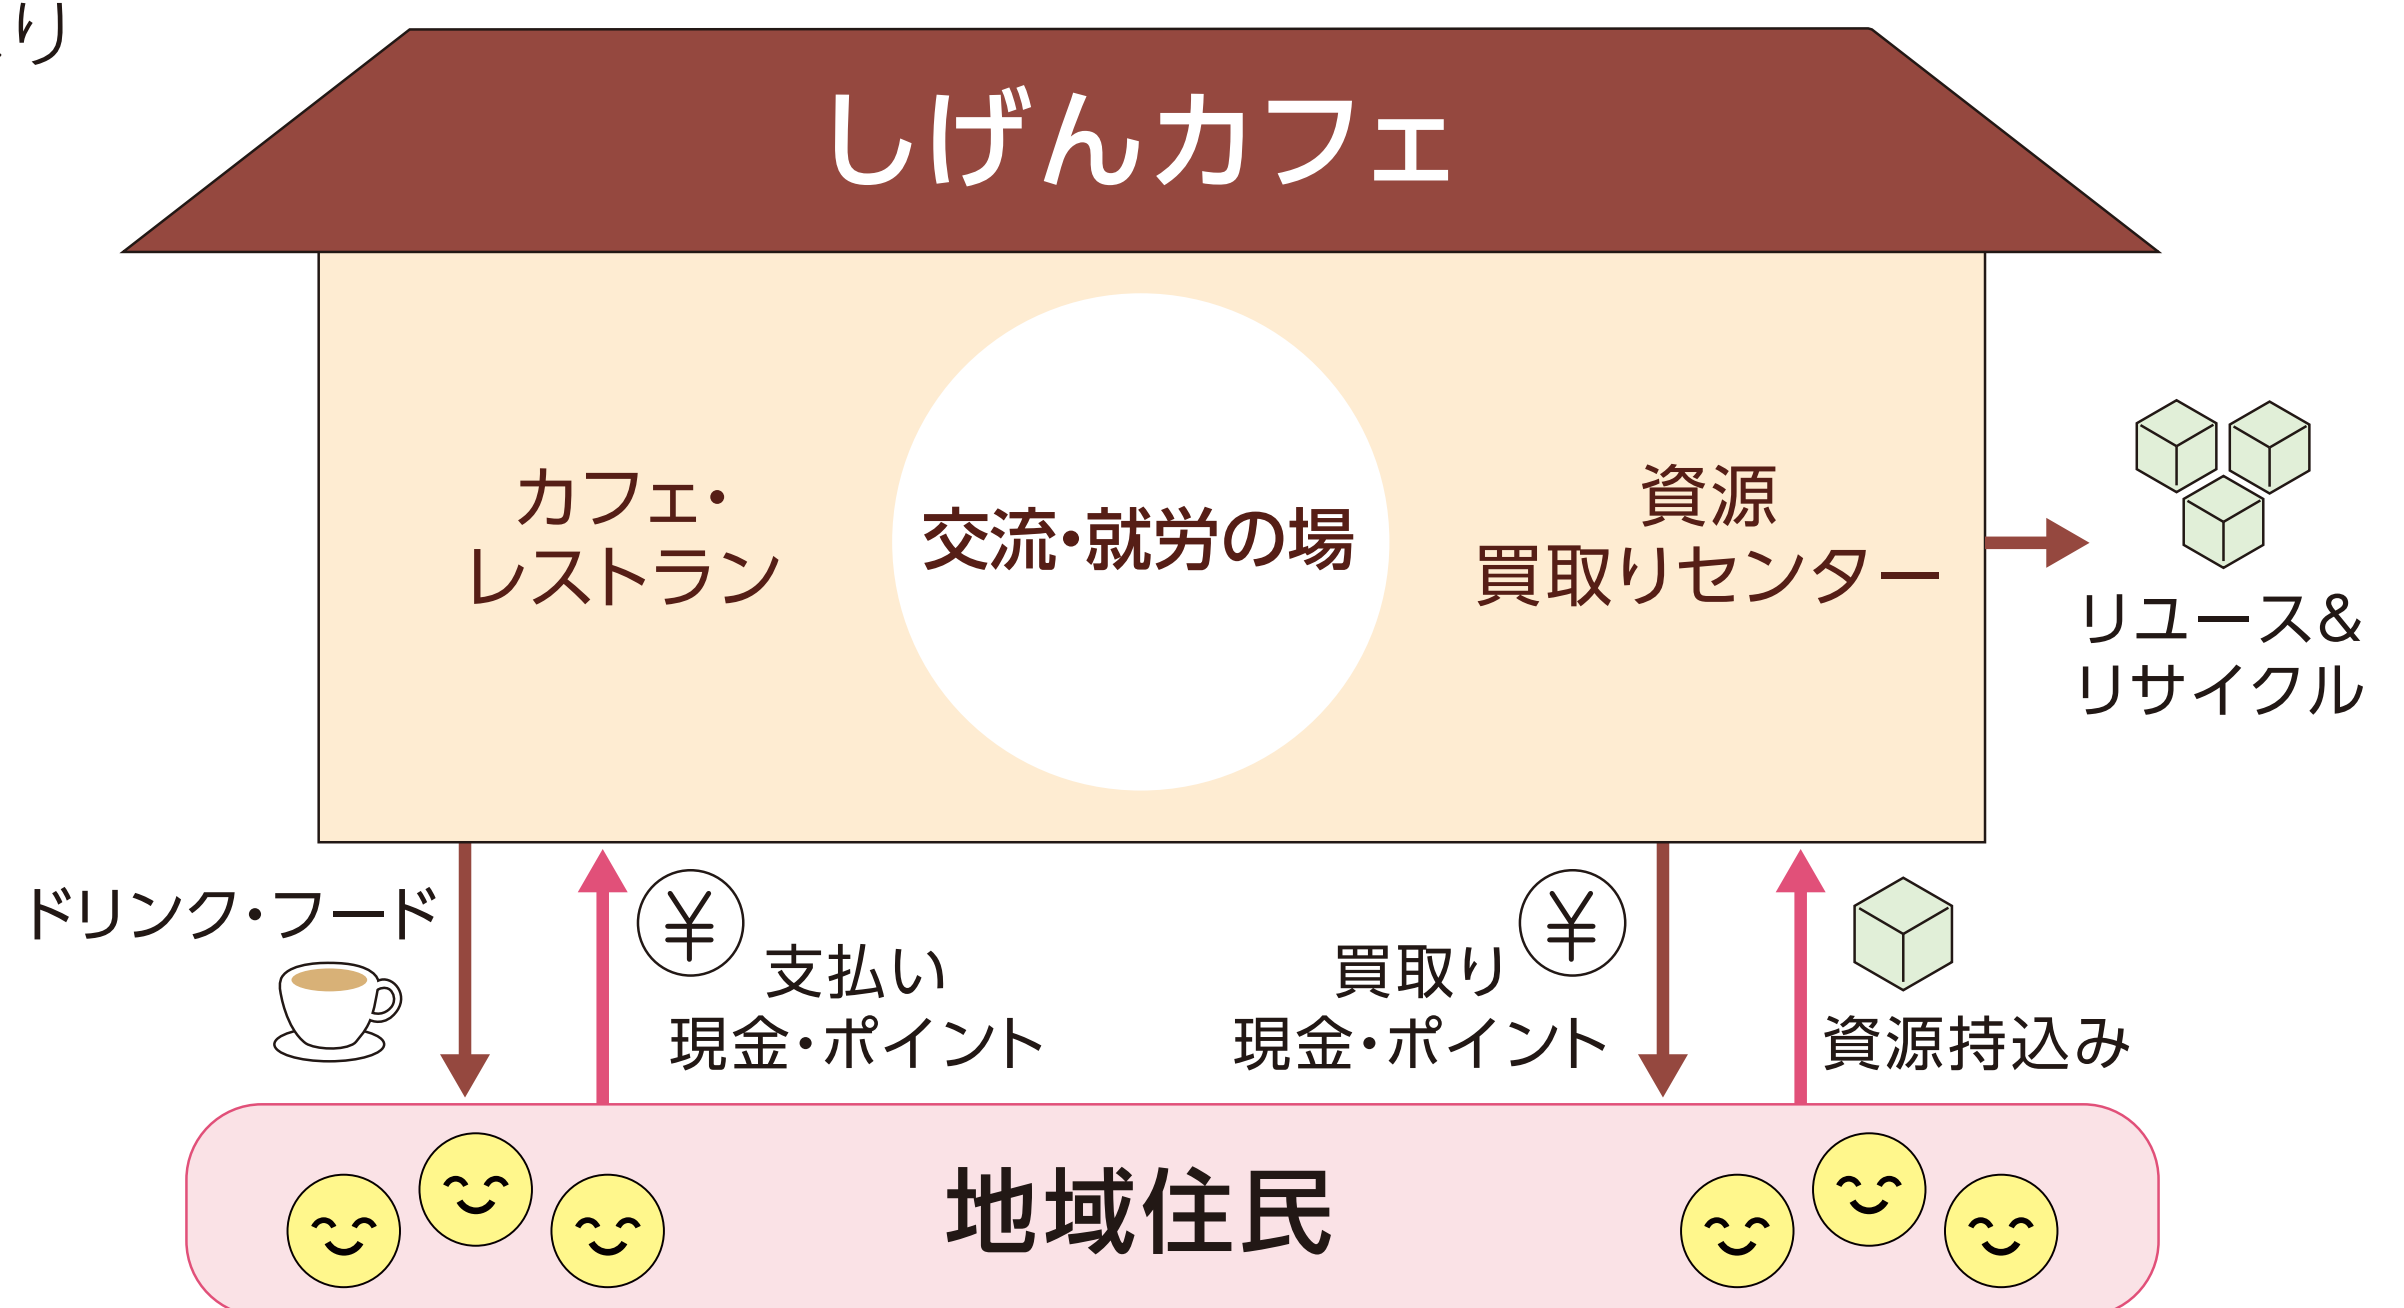 り
しげんカフェ
カフェ・
レストラン
交流・就労の場
資源
買取りセンター
リユース&
リサイクル
ドリンク・フード
¥
支払い
現金・ポイント
¥
買取り
現金・ポイント
資源持込み
地域住民